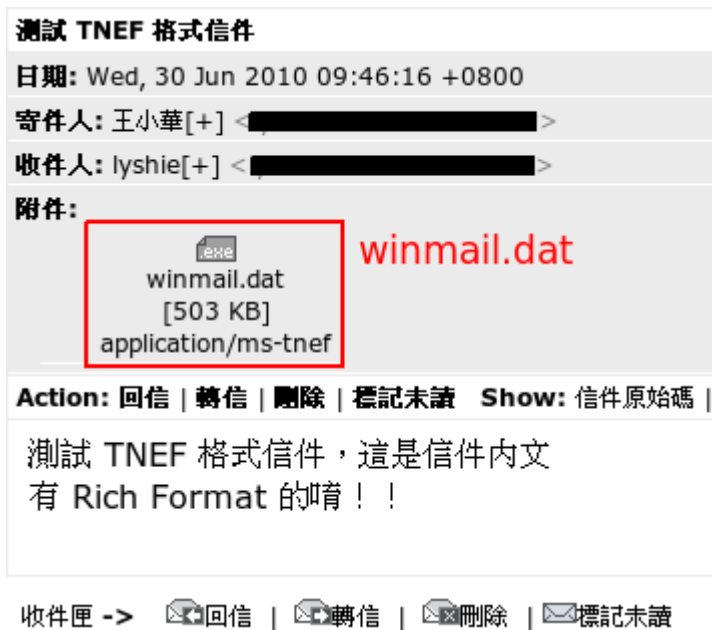 測試 TNEF 格式信件
日期: Wed, 30 Jun 2010 09:46:16 +0800
寄件人: 王小華[+] <>
收件人: lyshie[+] <>
附件:
.exe
winmail.dat
[503 KB]
application/ms-tnef
winmail.dat
Action: 回信 | 轉信 | 刪除 | 標記未讀 Show: 信件原始碼 |
測試 TNEF 格式信件，這是信件內文
有 Rich Format 的唷！！
收件匣 -> 回信 | 轉信 | 刪除 | 標記未讀